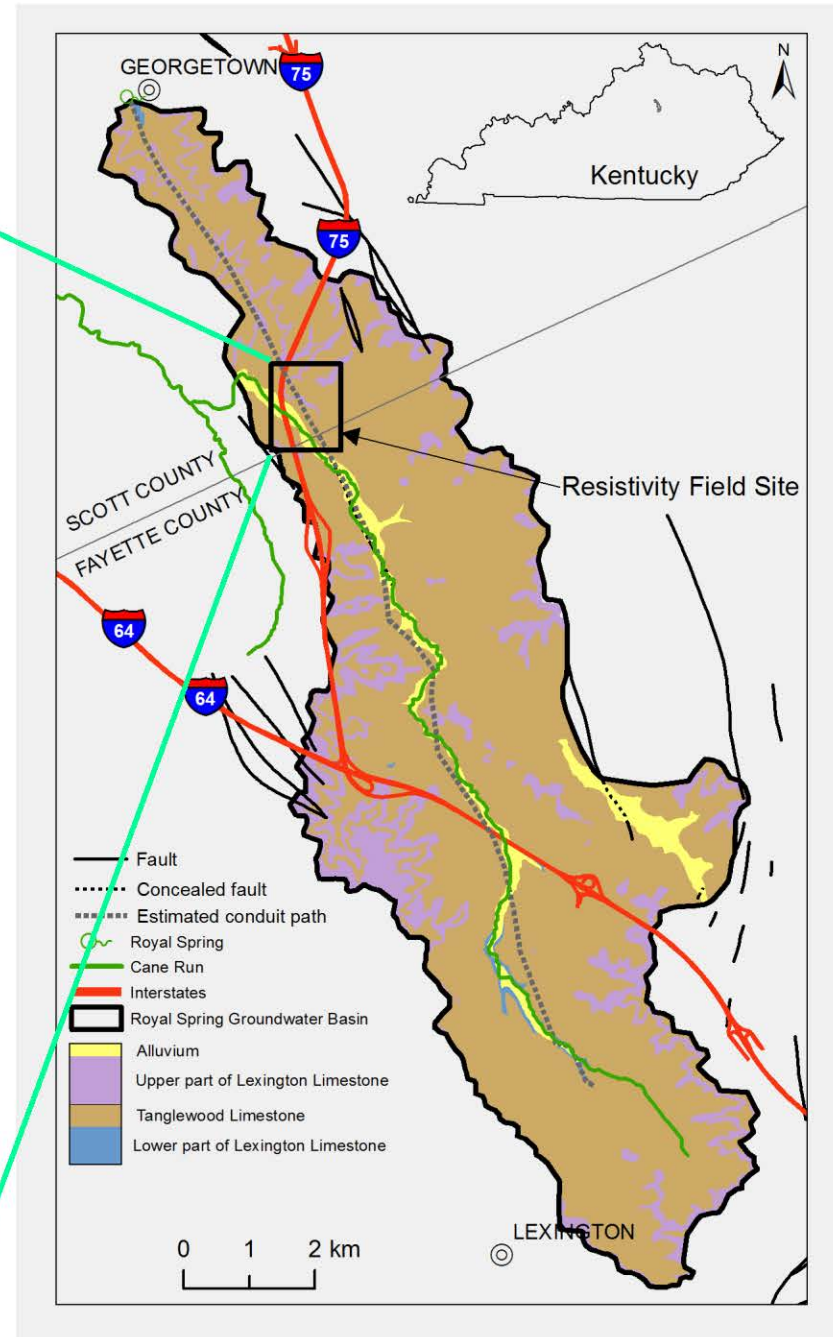 GEORGETOWN
75
N
Kentucky
75
Resistivity Field Site
SCOTT COUNTY
FAYETTE COUNTY
64
64
Fault
Concealed fault
Estimated conduit path
Royal Spring
Cane Run
Interstates
Royal Spring Groundwater Basin
Alluvium
Upper part of Lexington Limestone
Tanglewood Limestone
Lower part of Lexington Limestone
LEXINGTON
0 1 2 km